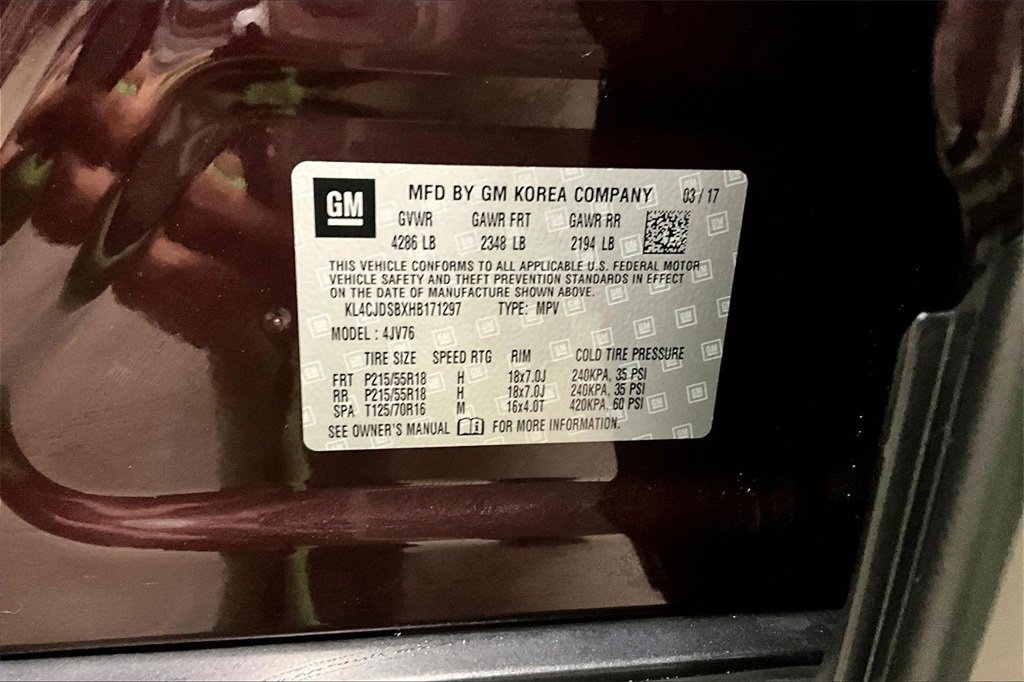 GM MFD BY GM KOREA COMPANY 03 / 17
GVWR GAWR FRT GAWR RR
4286 LB 2348 LB 2194 LB
THIS VEHICLE CONFORMS TO ALL APPLICABLE U.S. FEDERAL MOTOR
VEHICLE SAFETY AND THEFT PREVENTION STANDARDS IN EFFECT
ON THE DATE OF MANUFACTURE SHOWN ABOVE.
KL4CJDSBXHB171297 TYPE: MPV
MODEL : 4JV76
TIRE SIZE SPEED RTG RIM COLD TIRE PRESSURE
FRT P215/55R18 H 18x7.0J 240KPA, 35 PSI
RR P215/55R18 H 18x7.0J 240KPA, 35 PSI
SPA T125/70R16 M 16x4.0T 420KPA, 60 PSI
SEE OWNER'S MANUAL FOR MORE INFORMATION.